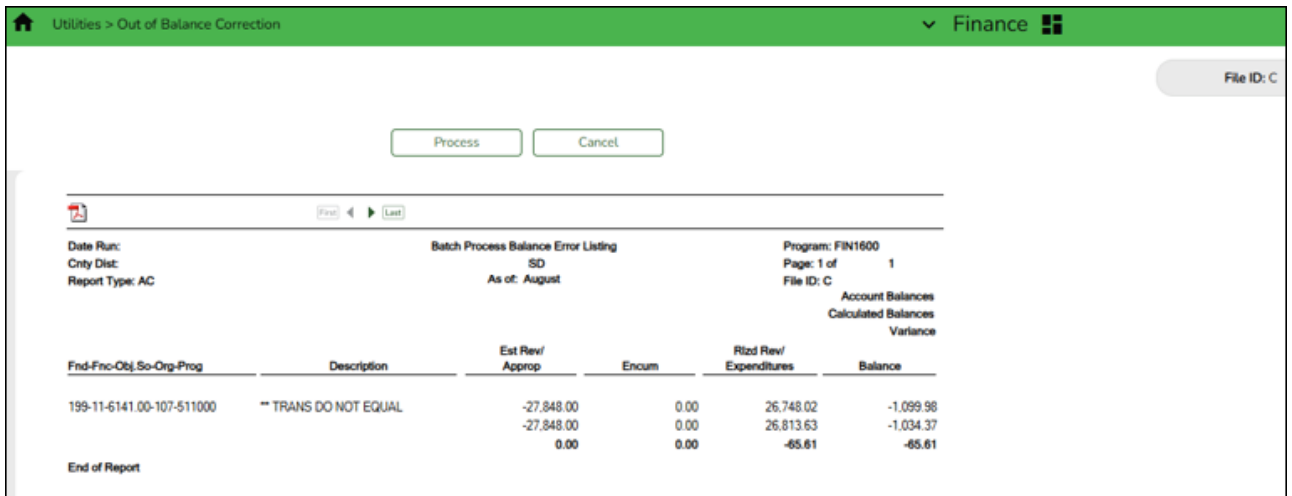 Utilities > Out of Balance Correction Finance
File ID: C
Process Cancel
First Last
Date Run: Batch Process Balance Error Listing Program: FIN1600
Cnty Dist: SD Page: 1 of 1
Report Type: AC As of: August File ID: C
Account Balances
Calculated Balances
Variance
Est Rev/ Rlzd Rev/
Fnd-Fnc-Obj.So-Org-Prog Description Approp Encum Expenditures Balance
199-11-6141.00-107-511000 ** TRANS DO NOT EQUAL -27,848.00 0.00 26,748.02 -1,099.98
-27,848.00 0.00 26,813.63 -1,034.37
0.00 0.00 -65.61 -65.61
End of Report